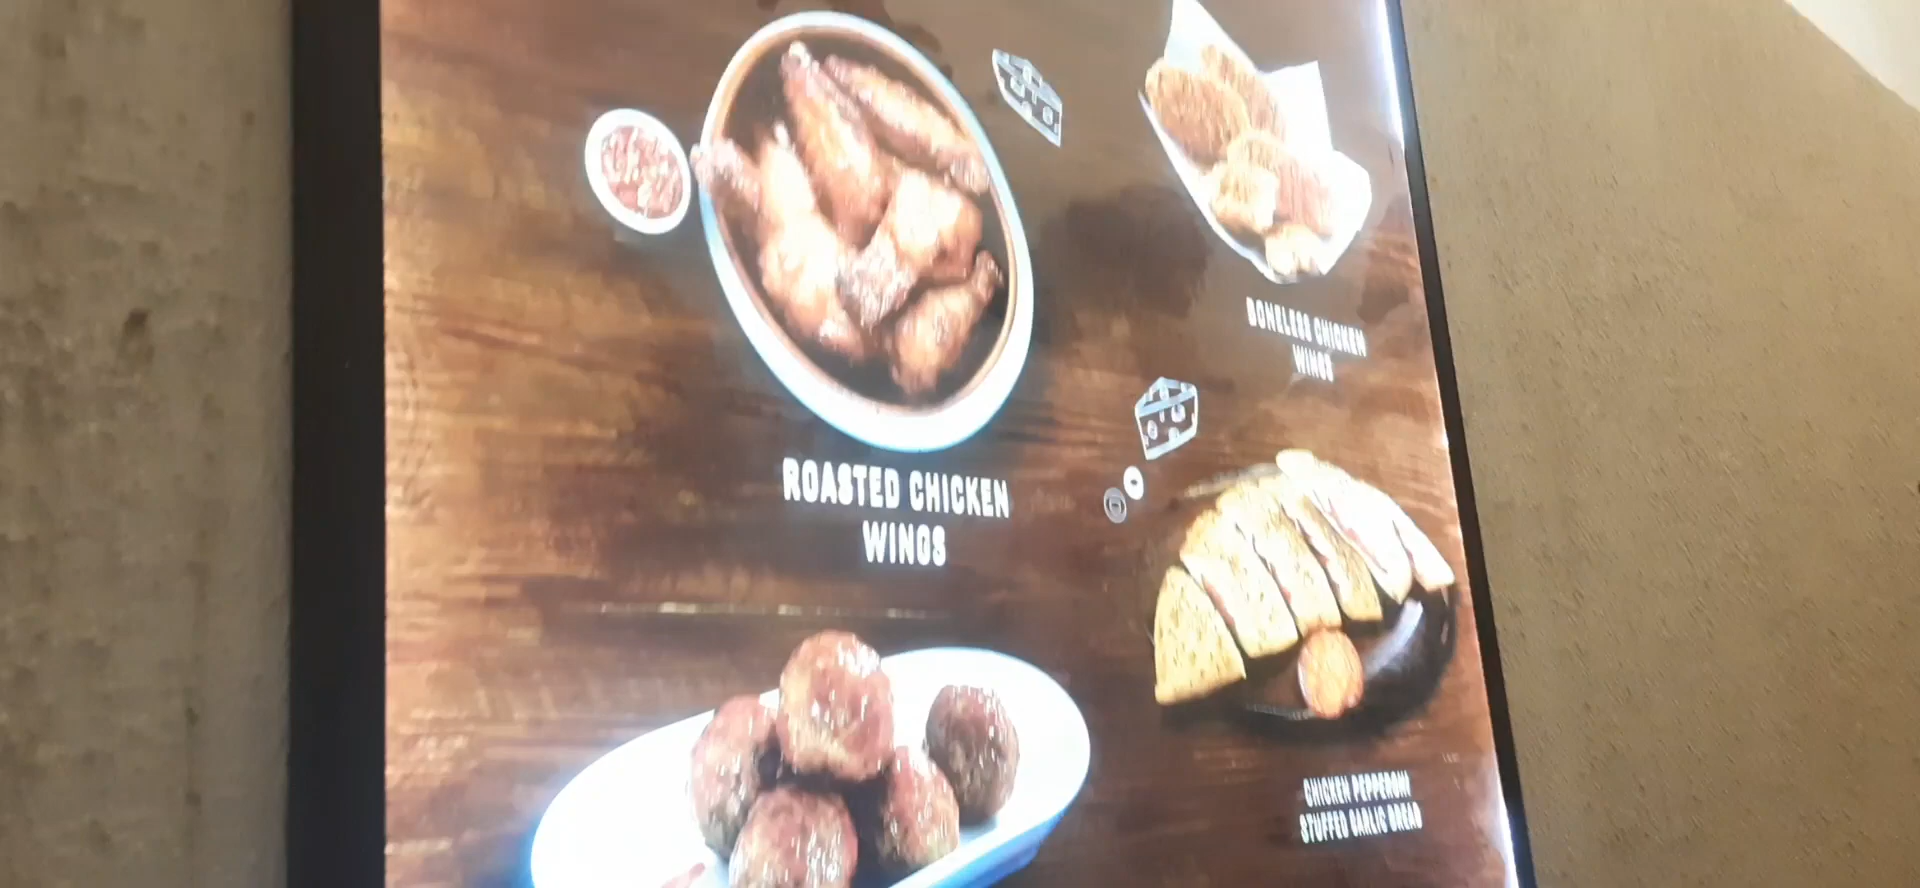 ROASTED CHICKEN
WINGS
BONELESS CHICKEN
WINGS
CHICKEN PEPPERONI
STUFFED GARLIC BREAD